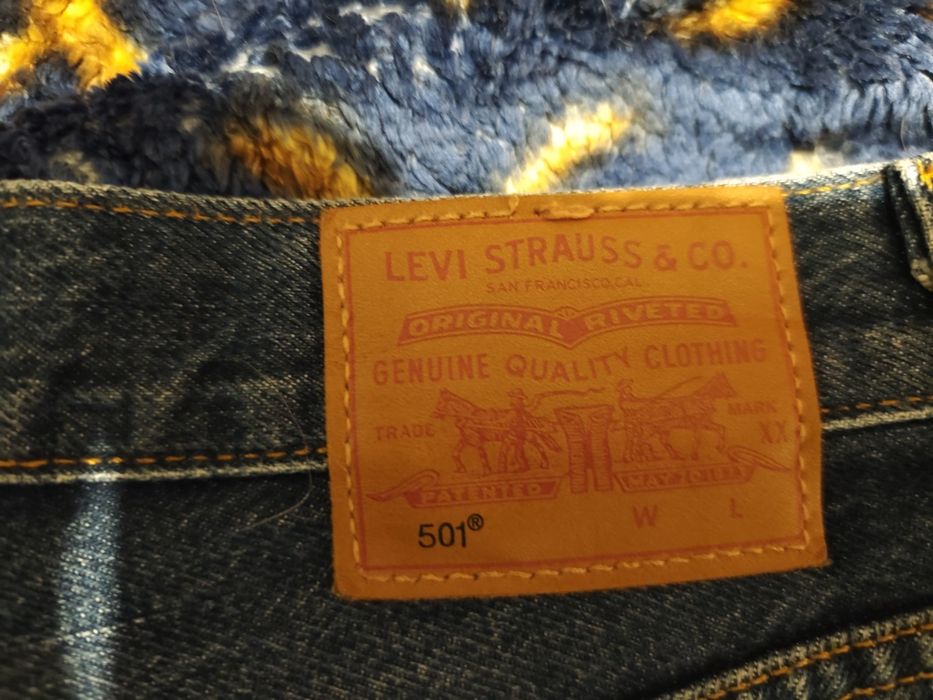 LEVI STRAUSS & CO.
SAN FRANCISCO, CAL.
ORIGINAL RIVETED
GENUINE QUALITY CLOTHING
TRADE MARK
XX
PATENTED MAY 20 1873
501® W L